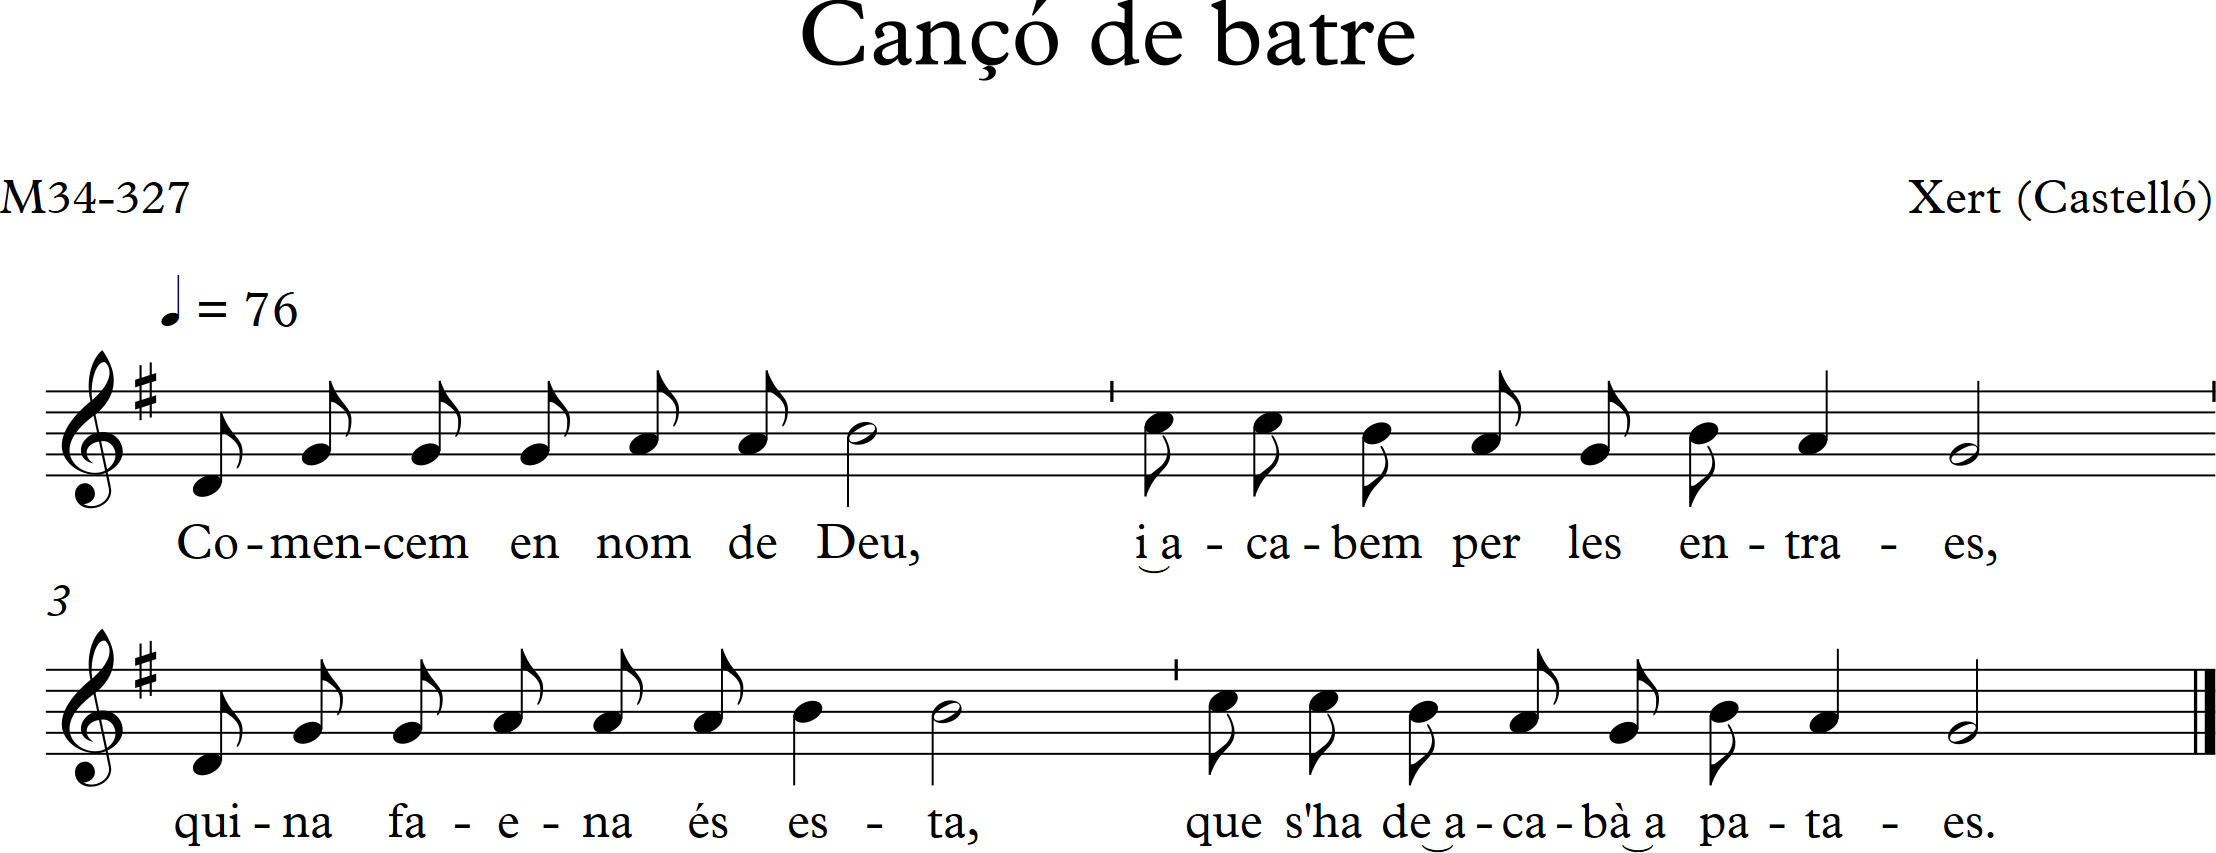 Cançó de batre
M34-327 Xert (Castelló)
= 76
Co-men-cem en nom de Deu, i‿a - ca-bem per les en - tra - es,
3
qui-na fa - e - na és es - ta, que s'ha de‿a-ca-bà‿a pa - ta - es.